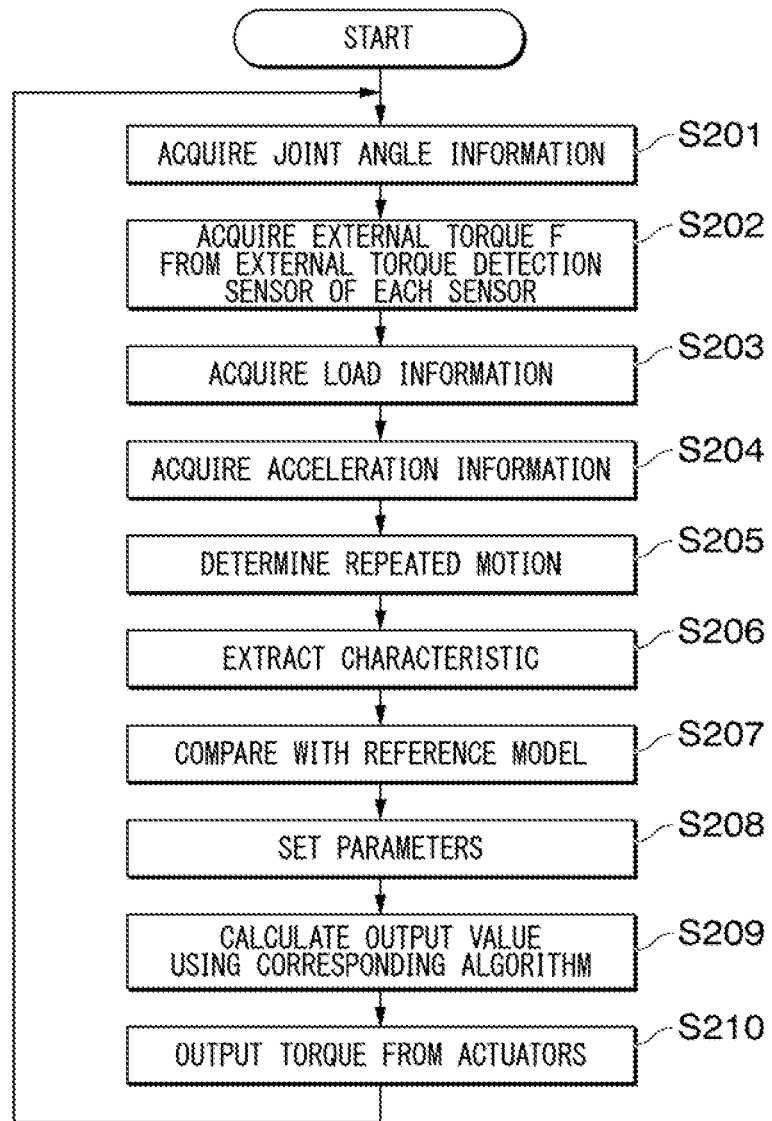 START
ACQUIRE JOINT ANGLE INFORMATION
S201
ACQUIRE EXTERNAL TORQUE F
FROM EXTERNAL TORQUE DETECTION
SENSOR OF EACH SENSOR
S202
ACQUIRE LOAD INFORMATION
S203
ACQUIRE ACCELERATION INFORMATION
S204
DETERMINE REPEATED MOTION
S205
EXTRACT CHARACTERISTIC
S206
COMPARE WITH REFERENCE MODEL
S207
SET PARAMETERS
S208
CALCULATE OUTPUT VALUE
USING CORRESPONDING ALGORITHM
S209
OUTPUT TORQUE FROM ACTUATORS
S210